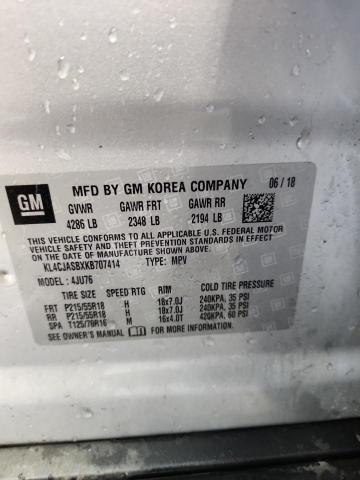 GM
MFD BY GM KOREA COMPANY 06/18
GVWR GAWR FRT GAWR RR
4286 LB 2348 LB 2194 LB
THIS VEHICLE CONFORMS TO ALL APPLICABLE U.S. FEDERAL MOTOR
VEHICLE SAFETY, BUMPER, AND THEFT PREVENTION STANDARDS
IN EFFECT ON THE DATE OF MANUFACTURE SHOWN ABOVE.
KL4CJASBXKB707414 TYPE: MPV
MODEL: 4JU76
TIRE SIZE SPEED RTG RIM COLD TIRE PRESSURE
FRT P215/55R18 H 18x7.0J 240KPA, 35 PSI
RR P215/55R18 H 18x7.0J 240KPA, 35 PSI
SPA T125/70R16 M 16x4.0T 420KPA, 60 PSI
SEE OWNER'S MANUAL